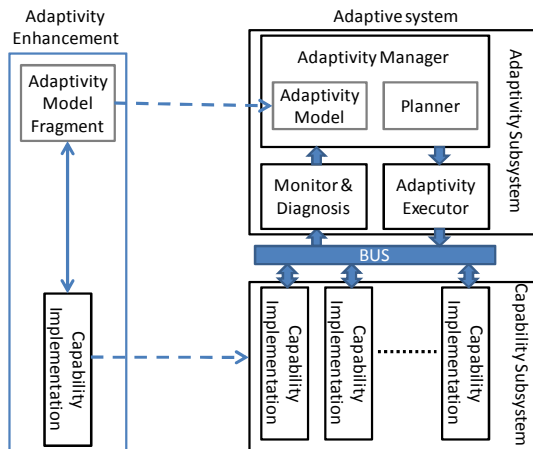 Adaptivity
Enhancement
Adaptivity
Model
Fragment
Capability
Implementation
Adaptive system
Adaptivity Manager
Adaptivity
Model
Planner
Monitor &
Diagnosis
Adaptivity
Executor
Adaptivity Subsystem
BUS
Capability
Implementation
Capability
Implementation
Capability
Implementation
Capability Subsystem